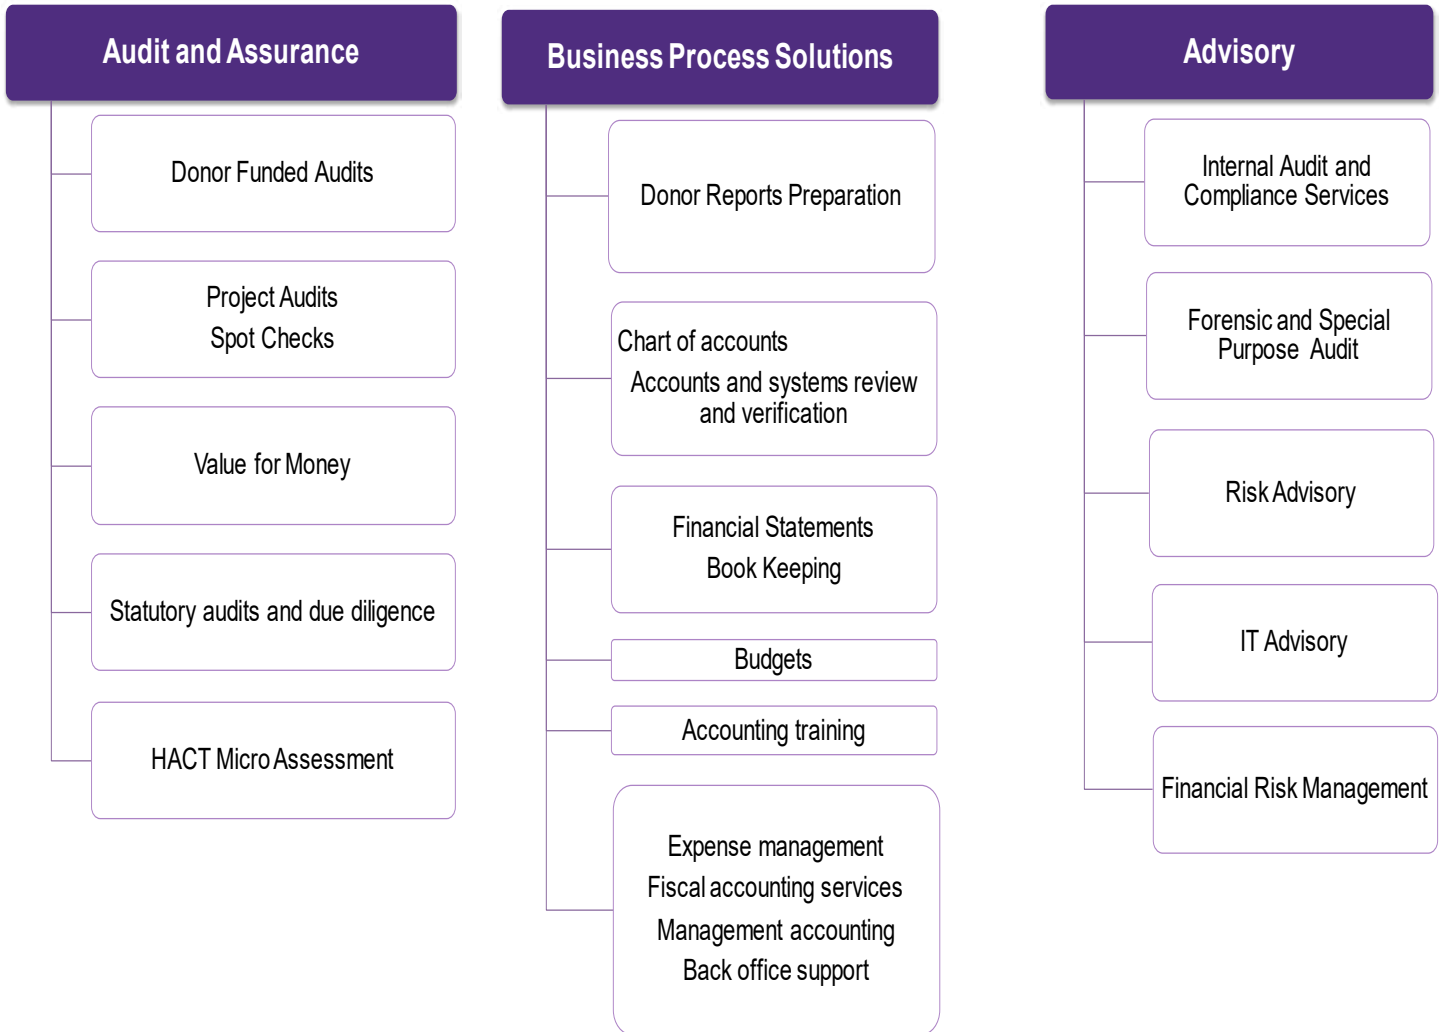 Audit and Assurance
Donor Funded Audits
Project Audits
Spot Checks
Value for Money
Statutory audits and due diligence
HACT Micro Assessment
Business Process Solutions
Donor Reports Preparation
Chart of accounts
Accounts and systems review
and verification
Financial Statements
Book Keeping
Budgets
Accounting training
Expense management
Fiscal accounting services
Management accounting
Back office support
Advisory
Internal Audit and
Compliance Services
Forensic and Special
Purpose Audit
Risk Advisory
IT Advisory
Financial Risk Management